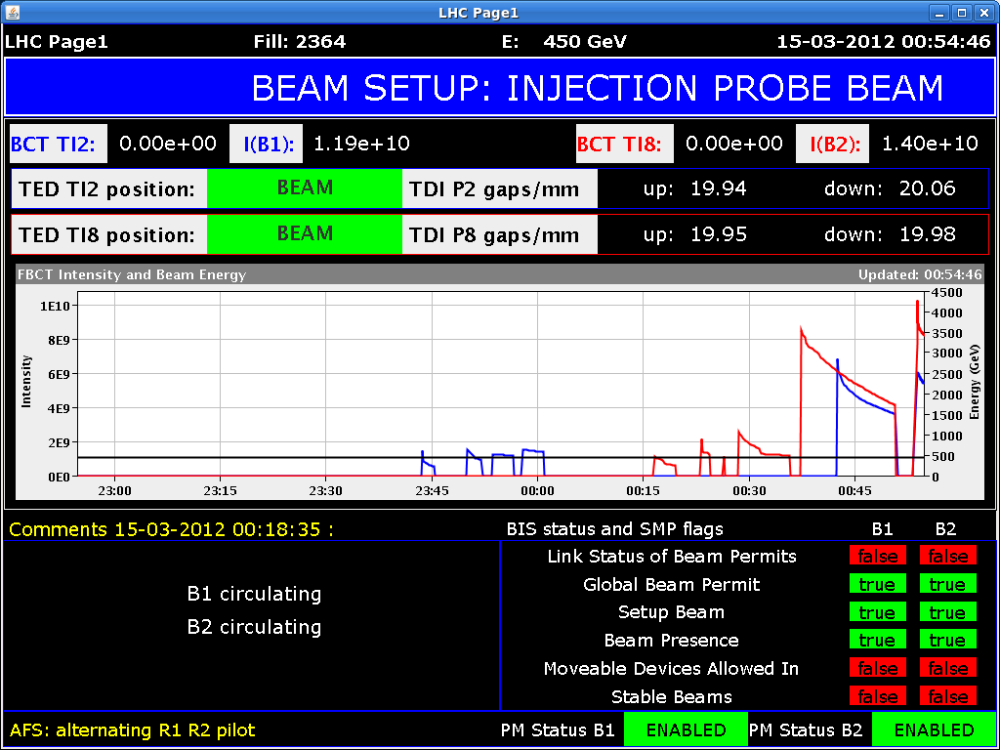 LHC Page1
LHC Page1 Fill: 2364 E: 450 GeV 15-03-2012 00:54:46
BEAM SETUP: INJECTION PROBE BEAM
BCT TI2: 0.00e+00 I(B1): 1.19e+10 BCT TI8: 0.00e+00 I(B2): 1.40e+10
TED TI2 position: BEAM TDI P2 gaps/mm up: 19.94 down: 20.06
TED TI8 position: BEAM TDI P8 gaps/mm up: 19.95 down: 19.98
FBCT Intensity and Beam Energy Updated: 00:54:46
Intensity
1E10
8E9
6E9
4E9
2E9
0E0
4500
4000
3500
3000
2500
2000
1500
1000
500
0
Energy (GeV)
23:00 23:15 23:30 23:45 00:00 00:15 00:30 00:45
Comments 15-03-2012 00:18:35 :
B1 circulating
B2 circulating
BIS status and SMP flags B1 B2
Link Status of Beam Permits false false
Global Beam Permit true true
Setup Beam true true
Beam Presence true true
Moveable Devices Allowed In false false
Stable Beams false false
AFS: alternating R1 R2 pilot PM Status B1 ENABLED PM Status B2 ENABLED